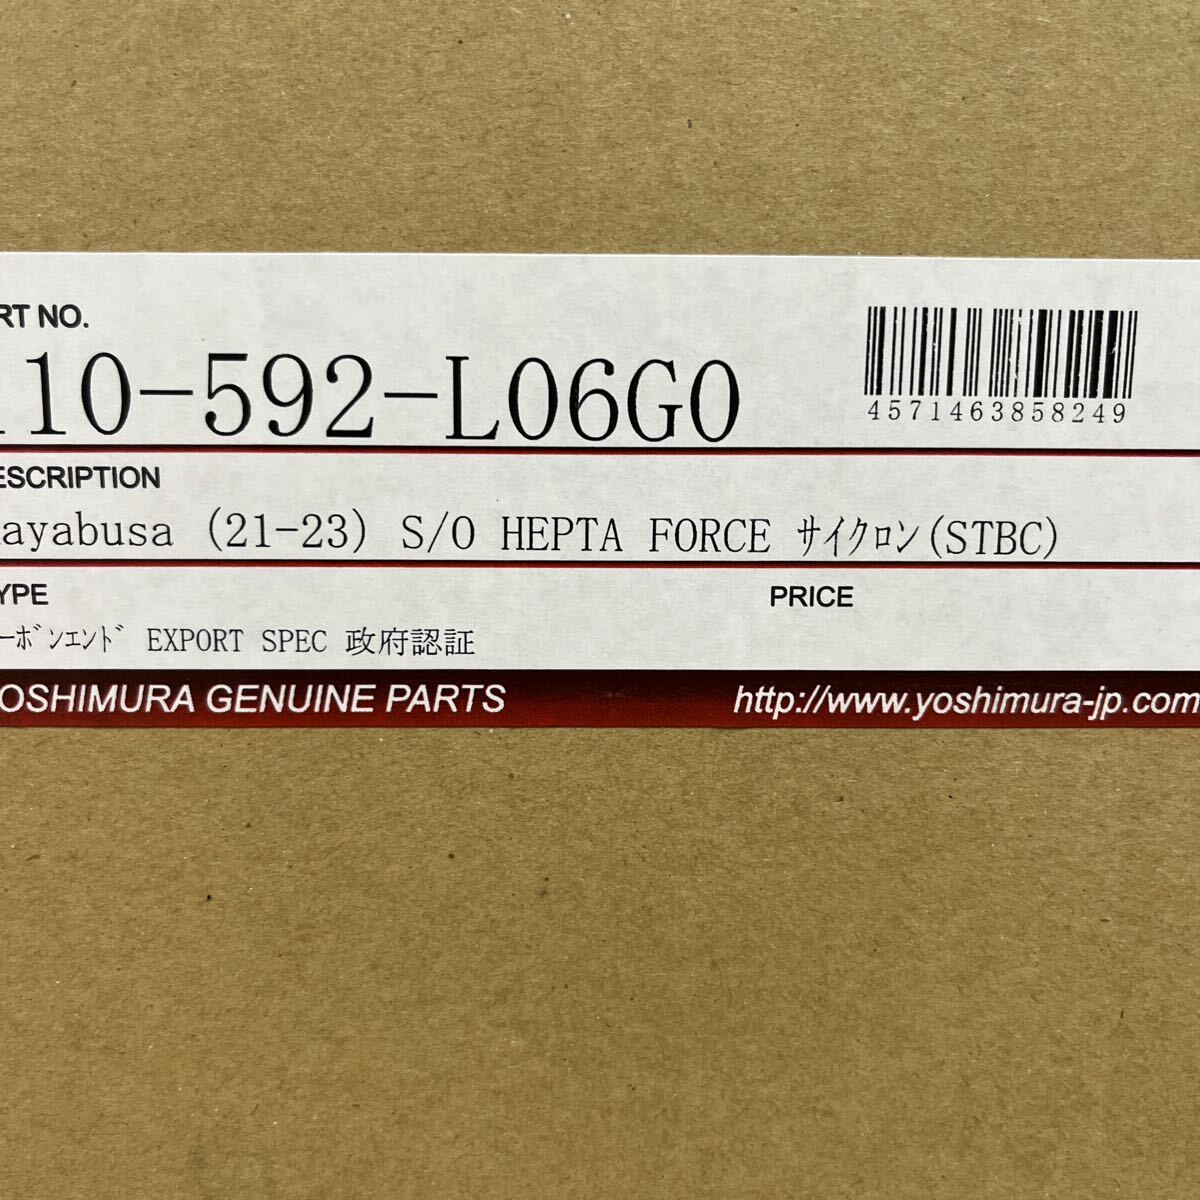 RT NO.
110-592-L06G0
4571463858249
ESCRIPTION
ayabusa (21-23) S/O HEPTA FORCE ｻｲｸﾛﾝ(STBC)
YPE
PRICE
ｰﾎﾞﾝｴﾝﾄﾞ EXPORT SPEC 政府認証
OSHIMURA GENUINE PARTS
http://www.yoshimura-jp.com